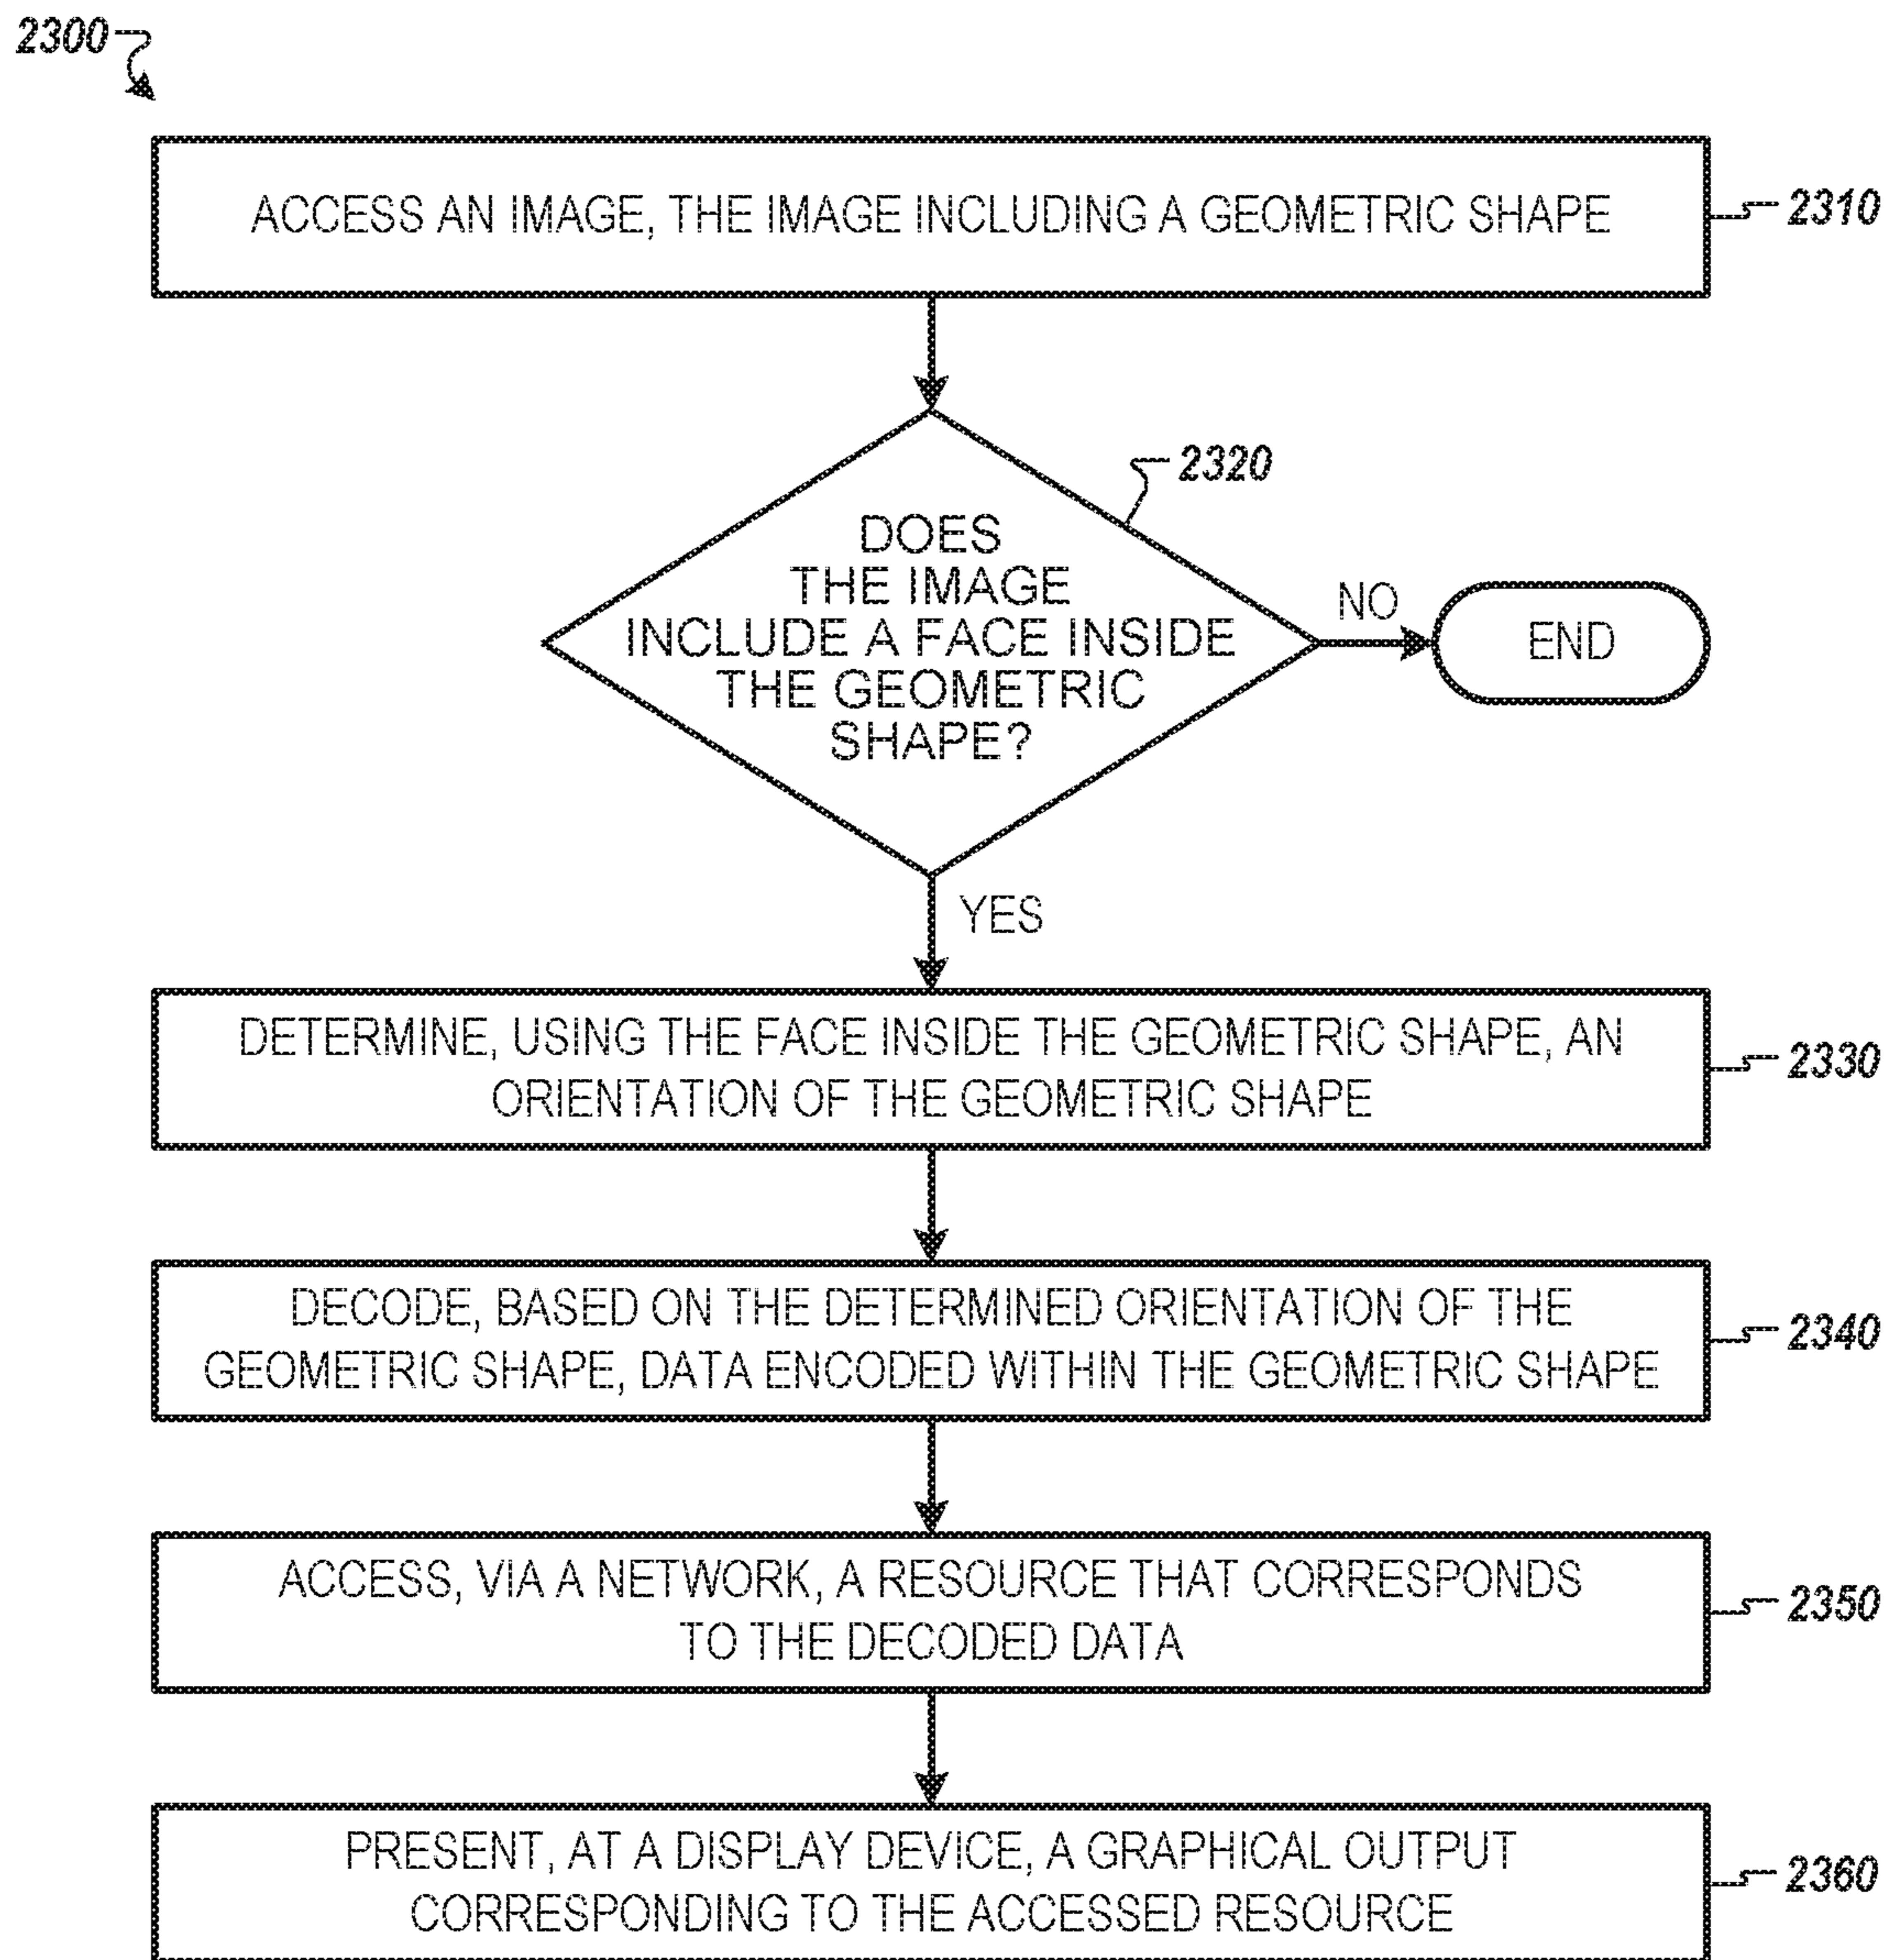 2300
ACCESS AN IMAGE, THE IMAGE INCLUDING A GEOMETRIC SHAPE
2310
2320
DOES
THE IMAGE
INCLUDE A FACE INSIDE
THE GEOMETRIC
SHAPE?
NO
END
YES
DETERMINE, USING THE FACE INSIDE THE GEOMETRIC SHAPE, AN
ORIENTATION OF THE GEOMETRIC SHAPE
2330
DECODE, BASED ON THE DETERMINED ORIENTATION OF THE
GEOMETRIC SHAPE, DATA ENCODED WITHIN THE GEOMETRIC SHAPE
2340
ACCESS, VIA A NETWORK, A RESOURCE THAT CORRESPONDS
TO THE DECODED DATA
2350
PRESENT, AT A DISPLAY DEVICE, A GRAPHICAL OUTPUT
CORRESPONDING TO THE ACCESSED RESOURCE
2360